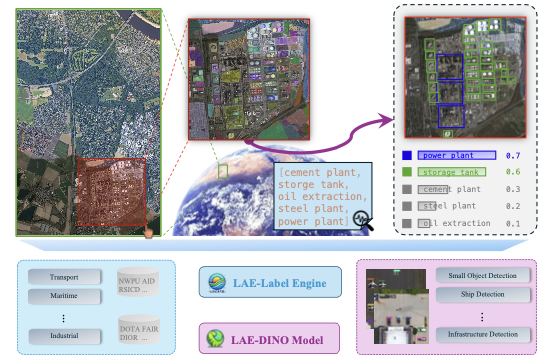 [cement plant,
storge tank,
oil extraction,
steel plant,
power plant]
power plant 0.7
storage tank 0.6
cement plant 0.3
steel plant 0.2
oil extraction 0.1
Transport
Maritime
Industrial
NWPU AID
RSICD ...
DOTA FAIR
DIOR ...
LAE-Label Engine
LAE-DINO Model
Small Object Detection
Ship Detection
Infrastructure Detection